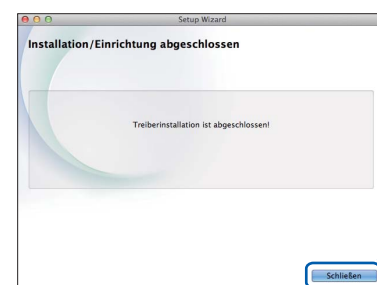 Setup Wizard
Installation/Einrichtung abgeschlossen
Treiberinstallation ist abgeschlossen!
Schließen